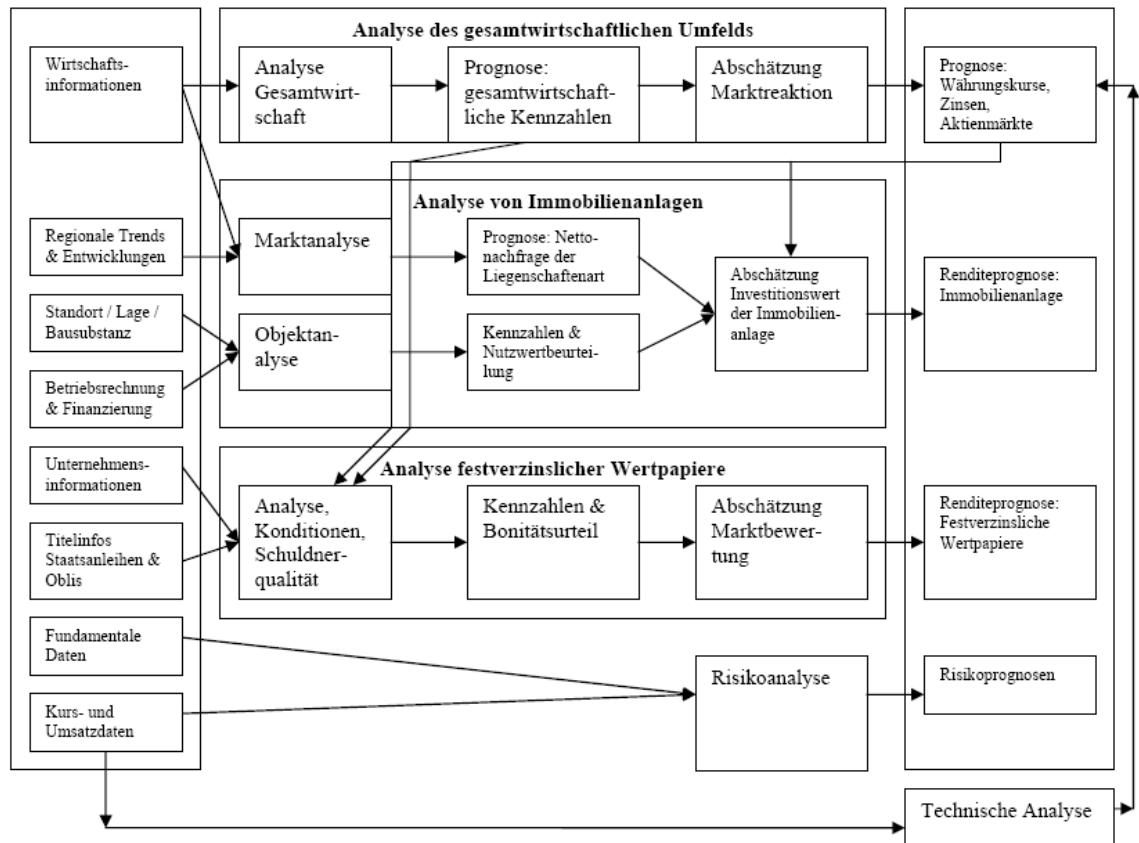 Analyse des gesamtwirtschaftlichen Umfelds
Wirtschafts-
informationen
Analyse
Gesamtwirt-
schaft
Prognose:
gesamtwirtschaft-
liche Kennzahlen
Abschätzung
Marktreaktion
Prognose:
Währungskurse,
Zinsen,
Aktienmärkte
Analyse von Immobilienanlagen
Regionale Trends
& Entwicklungen
Marktanalyse
Prognose: Netto-
nachfrage der
Liegenschaftenart
Abschätzung
Investitionswert
der Immobilien-
anlage
Renditeprognose:
Immobilienanlage
Standort / Lage /
Bausubstanz
Objektan-
alyse
Kennzahlen &
Nutzwertbeurtei-
lung
Betriebsrechnung
& Finanzierung
Analyse festverzinslicher Wertpapiere
Unternehmens-
informationen
Analyse,
Konditionen,
Schuldner-
qualität
Kennzahlen &
Bonitätsurteil
Abschätzung
Marktbewer-
tung
Renditeprognose:
Festverzinsliche
Wertpapiere
Titelinfos
Staatsanleihen &
Oblis
Fundamentale
Daten
Risikoanalyse
Risikoprognosen
Kurs- und
Umsatzdaten
Technische Analyse